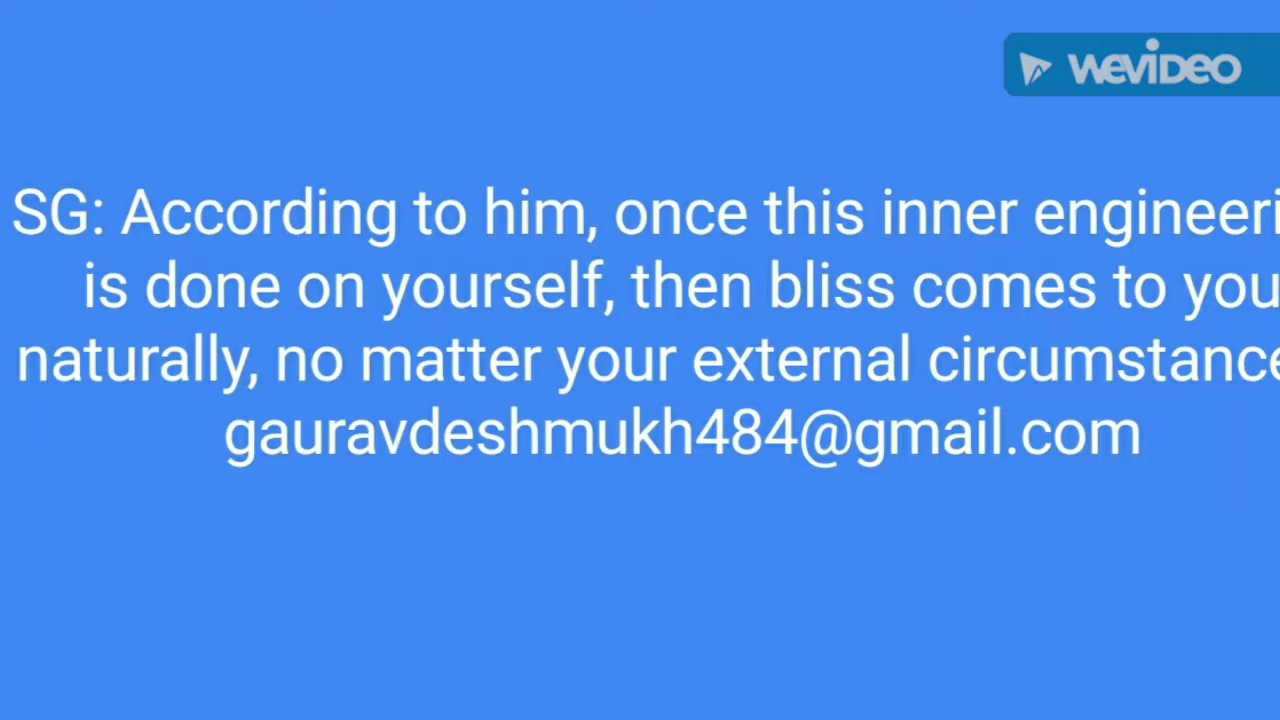 WEVIDEO
SG: According to him, once this inner engineeri
is done on yourself, then bliss comes to you
naturally, no matter your external circumstance
gauravdeshmukh484@gmail.com